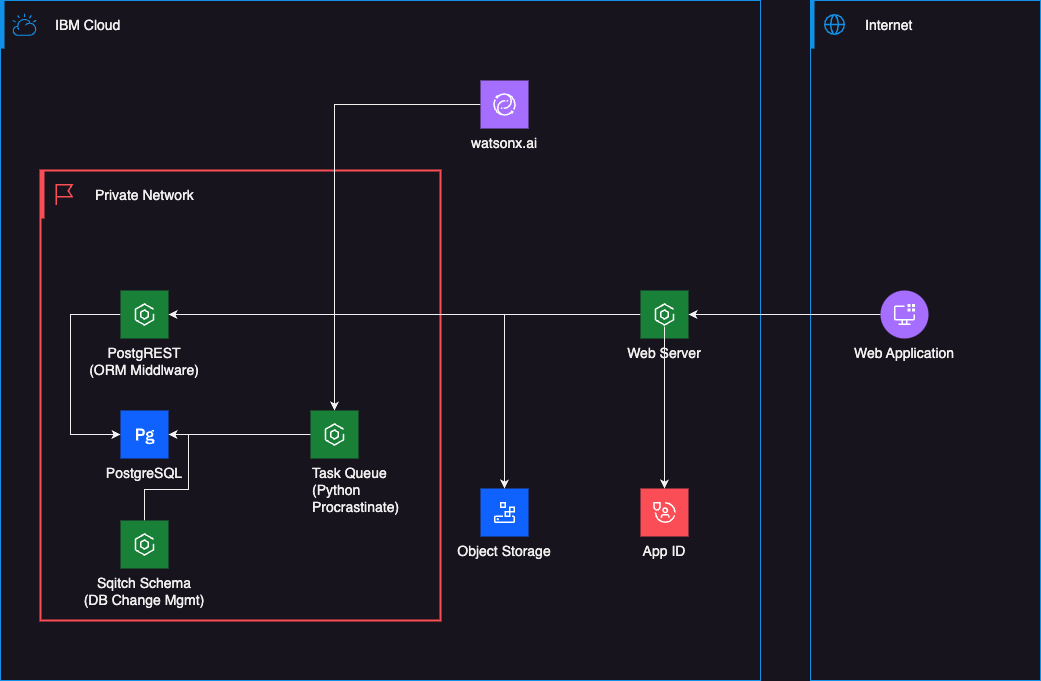 IBM Cloud
Internet
watsonx.ai
Private Network
PostgREST
(ORM Middlware)
Web Server
Web Application
Pg
PostgreSQL
Task Queue
(Python
Procrastinate)
Object Storage
App ID
Sqitch Schema
(DB Change Mgmt)